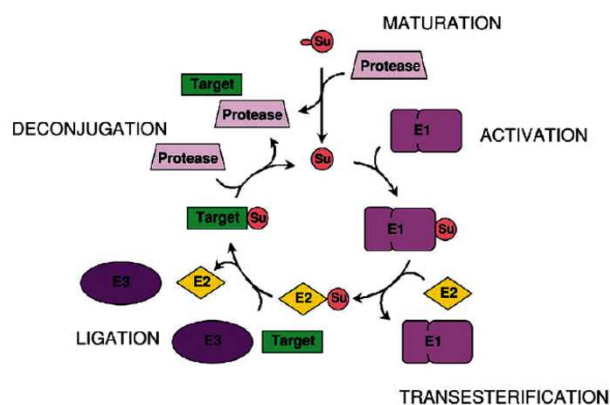 MATURATION
Su
Protease
Target
Protease
E1
DECONJUGATION
ACTIVATION
Protease
Su
Target
Su
E1
Su
E3
E2
E2
Su
E2
LIGATION
E3
Target
E1
TRANSESTERIFICATION